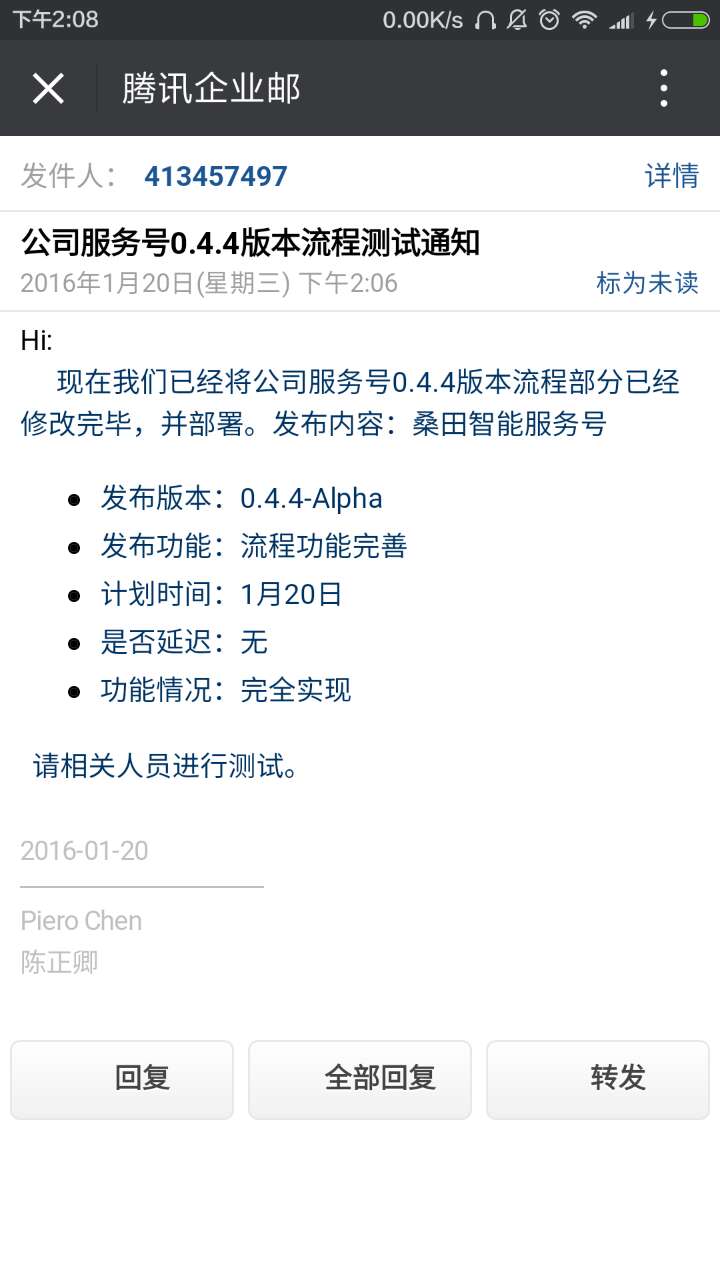 下午2:08 0.00K/s
腾讯企业邮
发件人： 413457497 详情
公司服务号0.4.4版本流程测试通知
2016年1月20日(星期三) 下午2:06 标为未读
Hi:
现在我们已经将公司服务号0.4.4版本流程部分已经
修改完毕，并部署。发布内容：桑田智能服务号
发布版本：0.4.4-Alpha
发布功能：流程功能完善
计划时间：1月20日
是否延迟：无
功能情况：完全实现
请相关人员进行测试。
2016-01-20
Piero Chen
陈正卿
回复 全部回复 转发